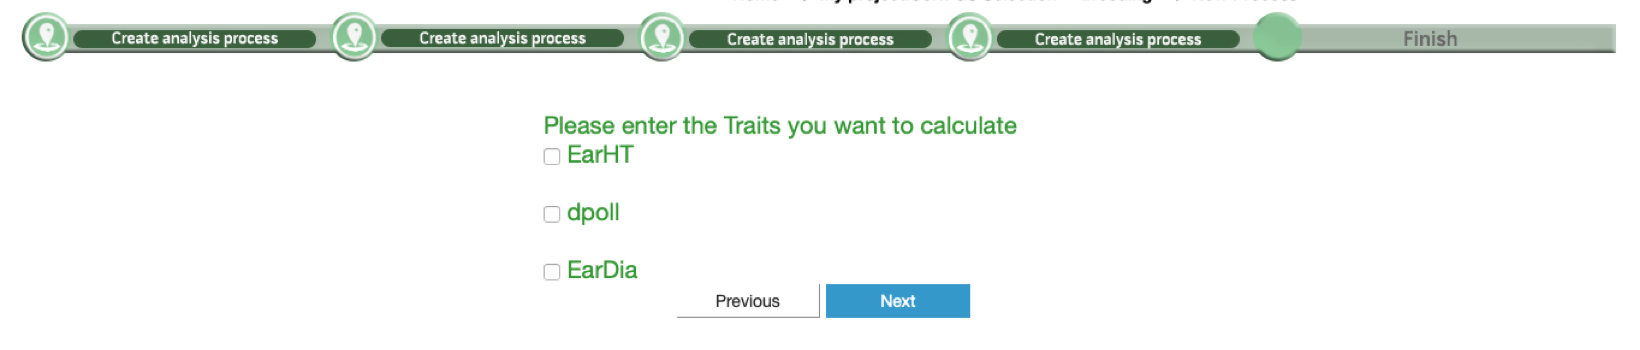 Create analysis process Create analysis process Create analysis process Create analysis process Finish
Please enter the Traits you want to calculate
EarHT
dpoll
EarDia
Previous Next